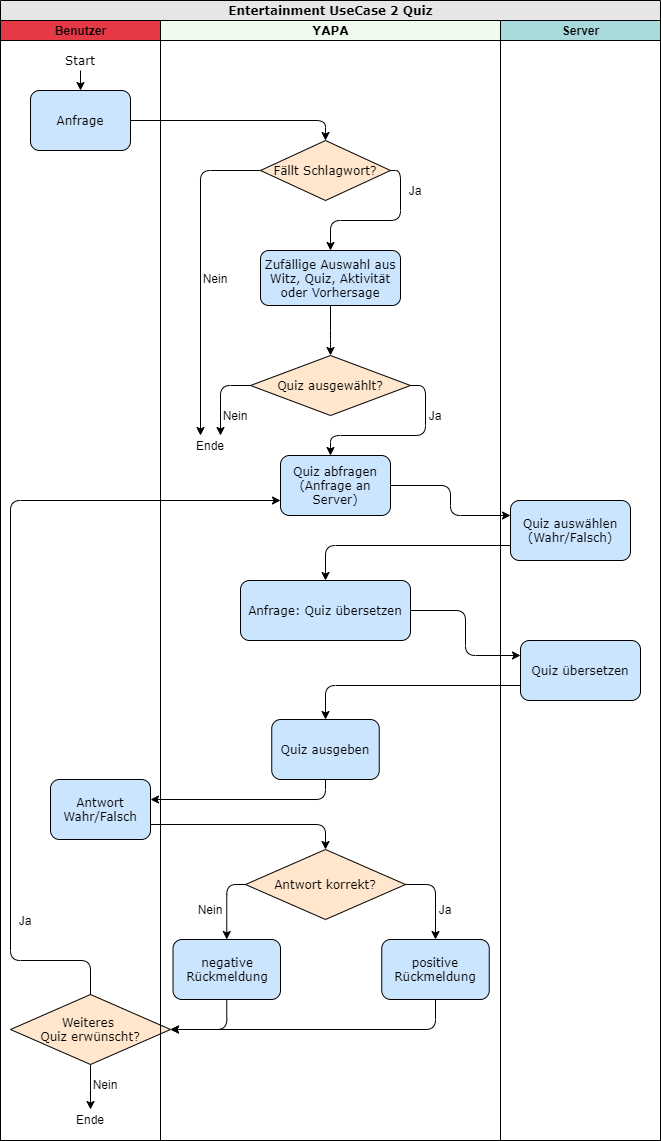 Entertainment UseCase 2 Quiz
Benutzer
YAPA
Server
Start
Anfrage
Fällt Schlagwort?
Ja
Nein
Zufällige Auswahl aus
Witz, Quiz, Aktivität
oder Vorhersage
Quiz ausgewählt?
Nein
Ja
Ende
Quiz abfragen
(Anfrage an
Server)
Quiz auswählen
(Wahr/Falsch)
Anfrage: Quiz übersetzen
Quiz übersetzen
Quiz ausgeben
Antwort
Wahr/Falsch
Antwort korrekt?
Nein
Ja
negative
Rückmeldung
positive
Rückmeldung
Ja
Weiteres
Quiz erwünscht?
Nein
Ende